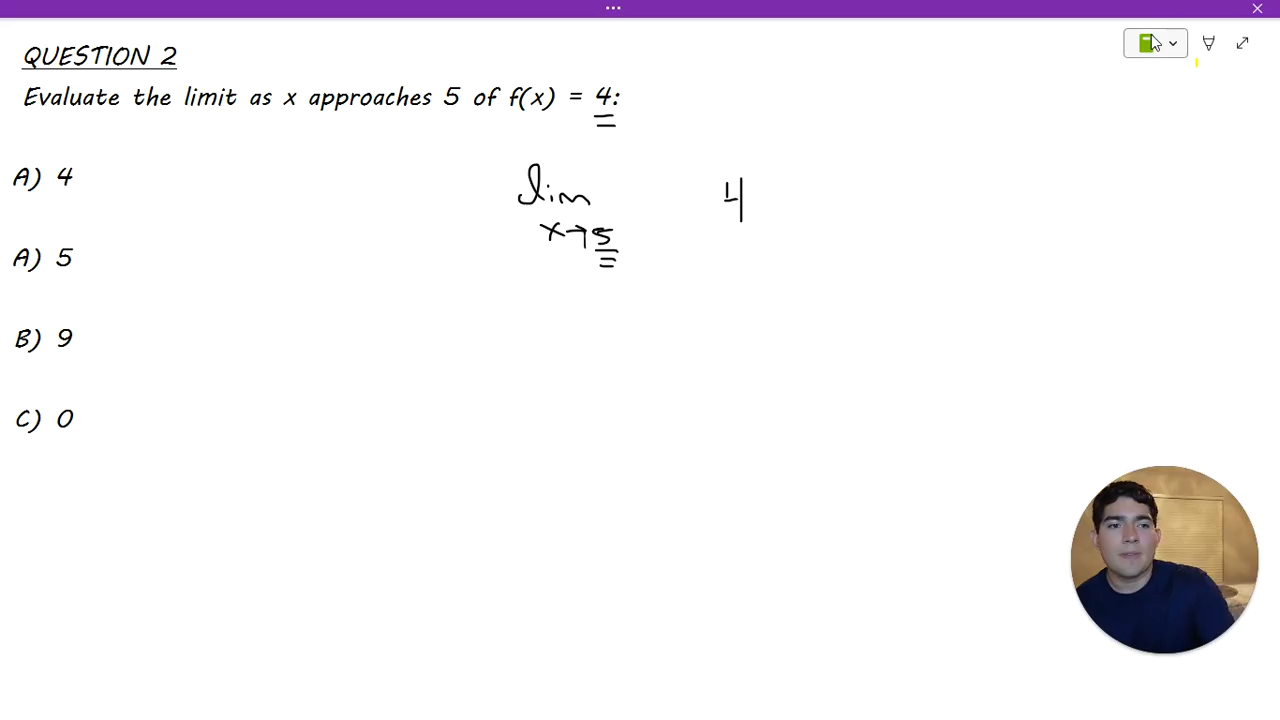 QUESTION 2
Evaluate the limit as x approaches 5 of f(x) = 4:
A) 4
lim 4
x→5
A) 5
B) 9
C) 0